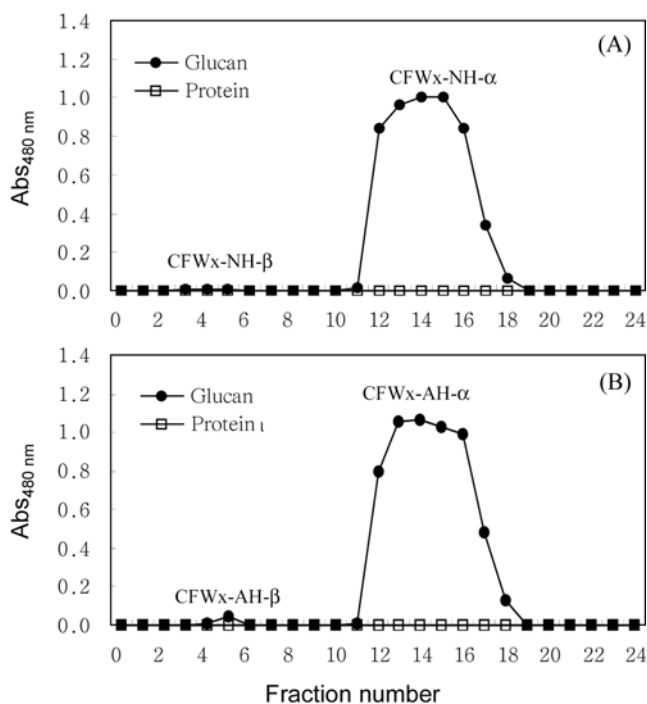 1.4
(A)
Glucan
1.2
Protein
CFWx-NH-α
1.0
0.8
Abs480 nm
0.6
0.4
CFWx-NH-β
0.2
0.0
0 2 4 6 8 10 12 14 16 18 20 22 24
1.4
(B)
Glucan
CFWx-AH-α
1.2
Protein ι
1.0
0.8
Abs480 nm
0.6
0.4
CFWx-AH-β
0.2
0.0
0 2 4 6 8 10 12 14 16 18 20 22 24
Fraction number